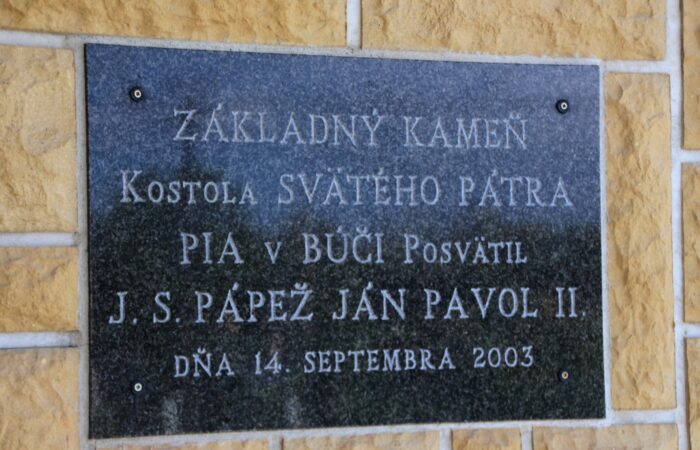 ZÁKLADNÝ KAMEŇ
KOSTOLA SVÄTÉHO PÁTRA
PIA V BÚČI POSVÄTIL
J. S. PÁPEŽ JÁN PAVOL II.
DŇA 14. SEPTEMBRA 2003